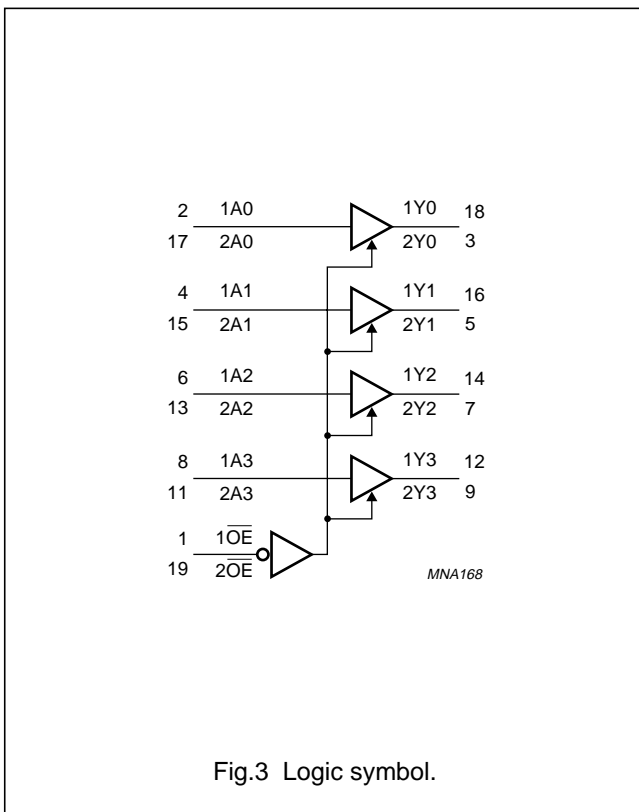 2 1A0 1Y0 18
17 2A0 2Y0 3
4 1A1 1Y1 16
15 2A1 2Y1 5
6 1A2 1Y2 14
13 2A2 2Y2 7
8 1A3 1Y3 12
11 2A3 2Y3 9
1 1O̅E̅
19 2O̅E̅
MNA168
Fig.3 Logic symbol.